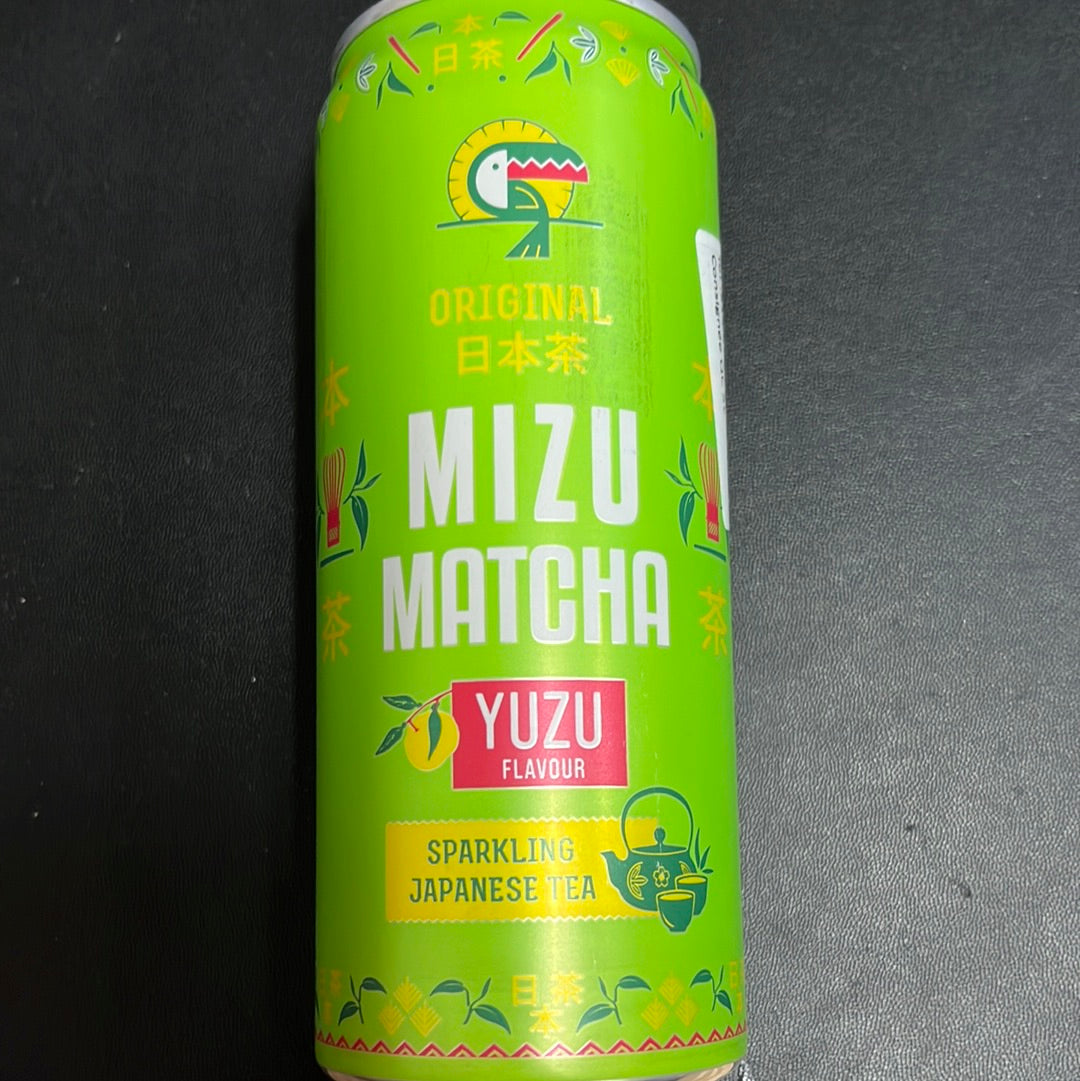 本
日茶
ORIGINAL
日本茶
本
本
MIZU
MATCHA
茶
茶
YUZU
FLAVOUR
SPARKLING
JAPANESE TEA
日茶
本
Consignee